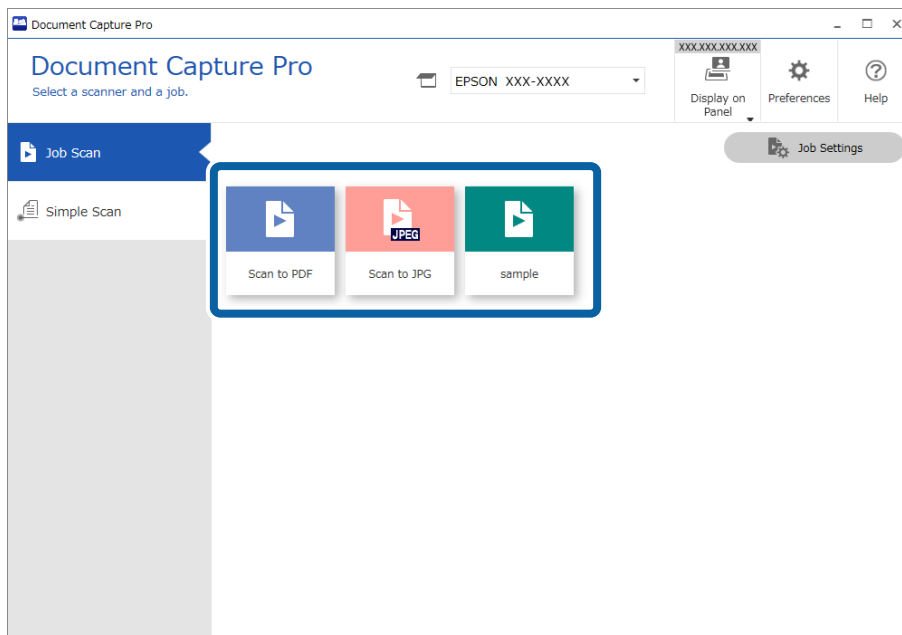 Document Capture Pro
Document Capture Pro
Select a scanner and a job.
EPSON XXX-XXXX
XXX.XXX.XXX.XXX
Display on
Panel
Preferences
Help
Job Scan
Job Settings
Simple Scan
JPEG
Scan to PDF
Scan to JPG
sample